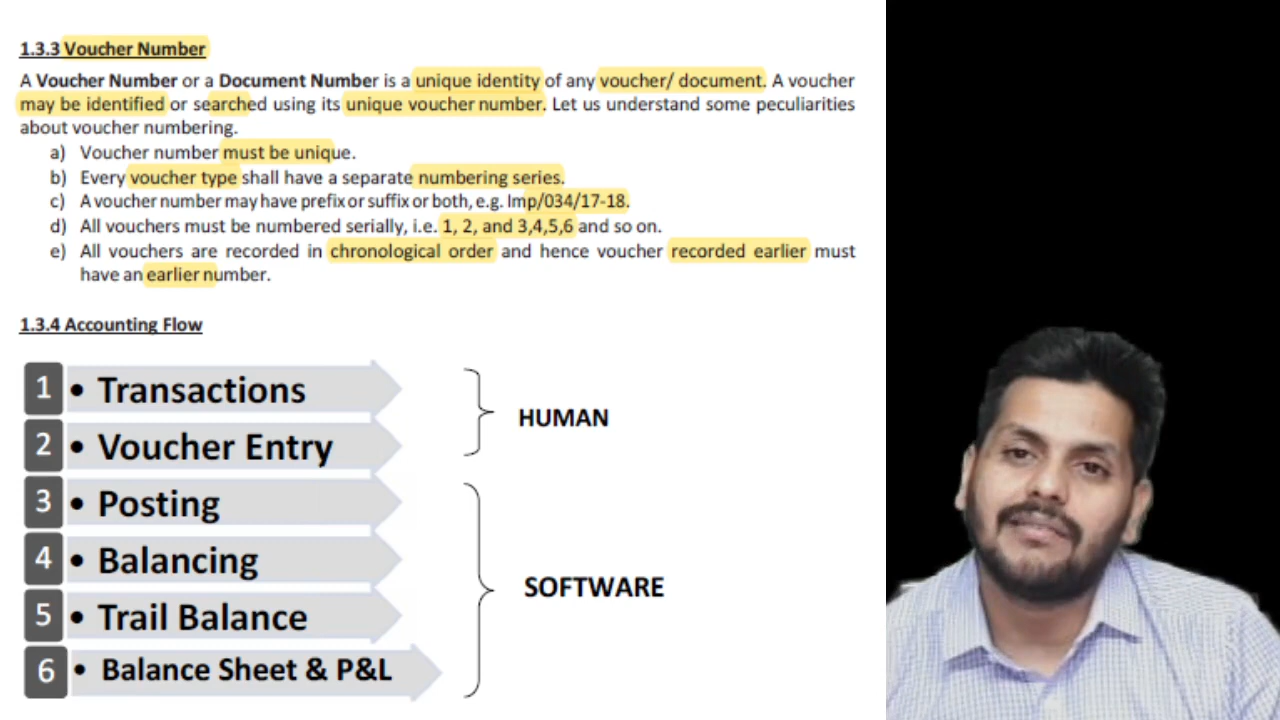 1.3.3 Voucher Number
A Voucher Number or a Document Number is a unique identity of any voucher/ document. A voucher
may be identified or searched using its unique voucher number. Let us understand some peculiarities
about voucher numbering.
a) Voucher number must be unique.
b) Every voucher type shall have a separate numbering series.
c) A voucher number may have prefix or suffix or both, e.g. Imp/034/17-18.
d) All vouchers must be numbered serially, i.e. 1, 2, and 3,4,5,6 and so on.
e) All vouchers are recorded in chronological order and hence voucher recorded earlier must
have an earlier number.
1.3.4 Accounting Flow
1 • Transactions
2 • Voucher Entry
HUMAN
3 • Posting
4 • Balancing
5 • Trail Balance
6 • Balance Sheet & P&L
SOFTWARE